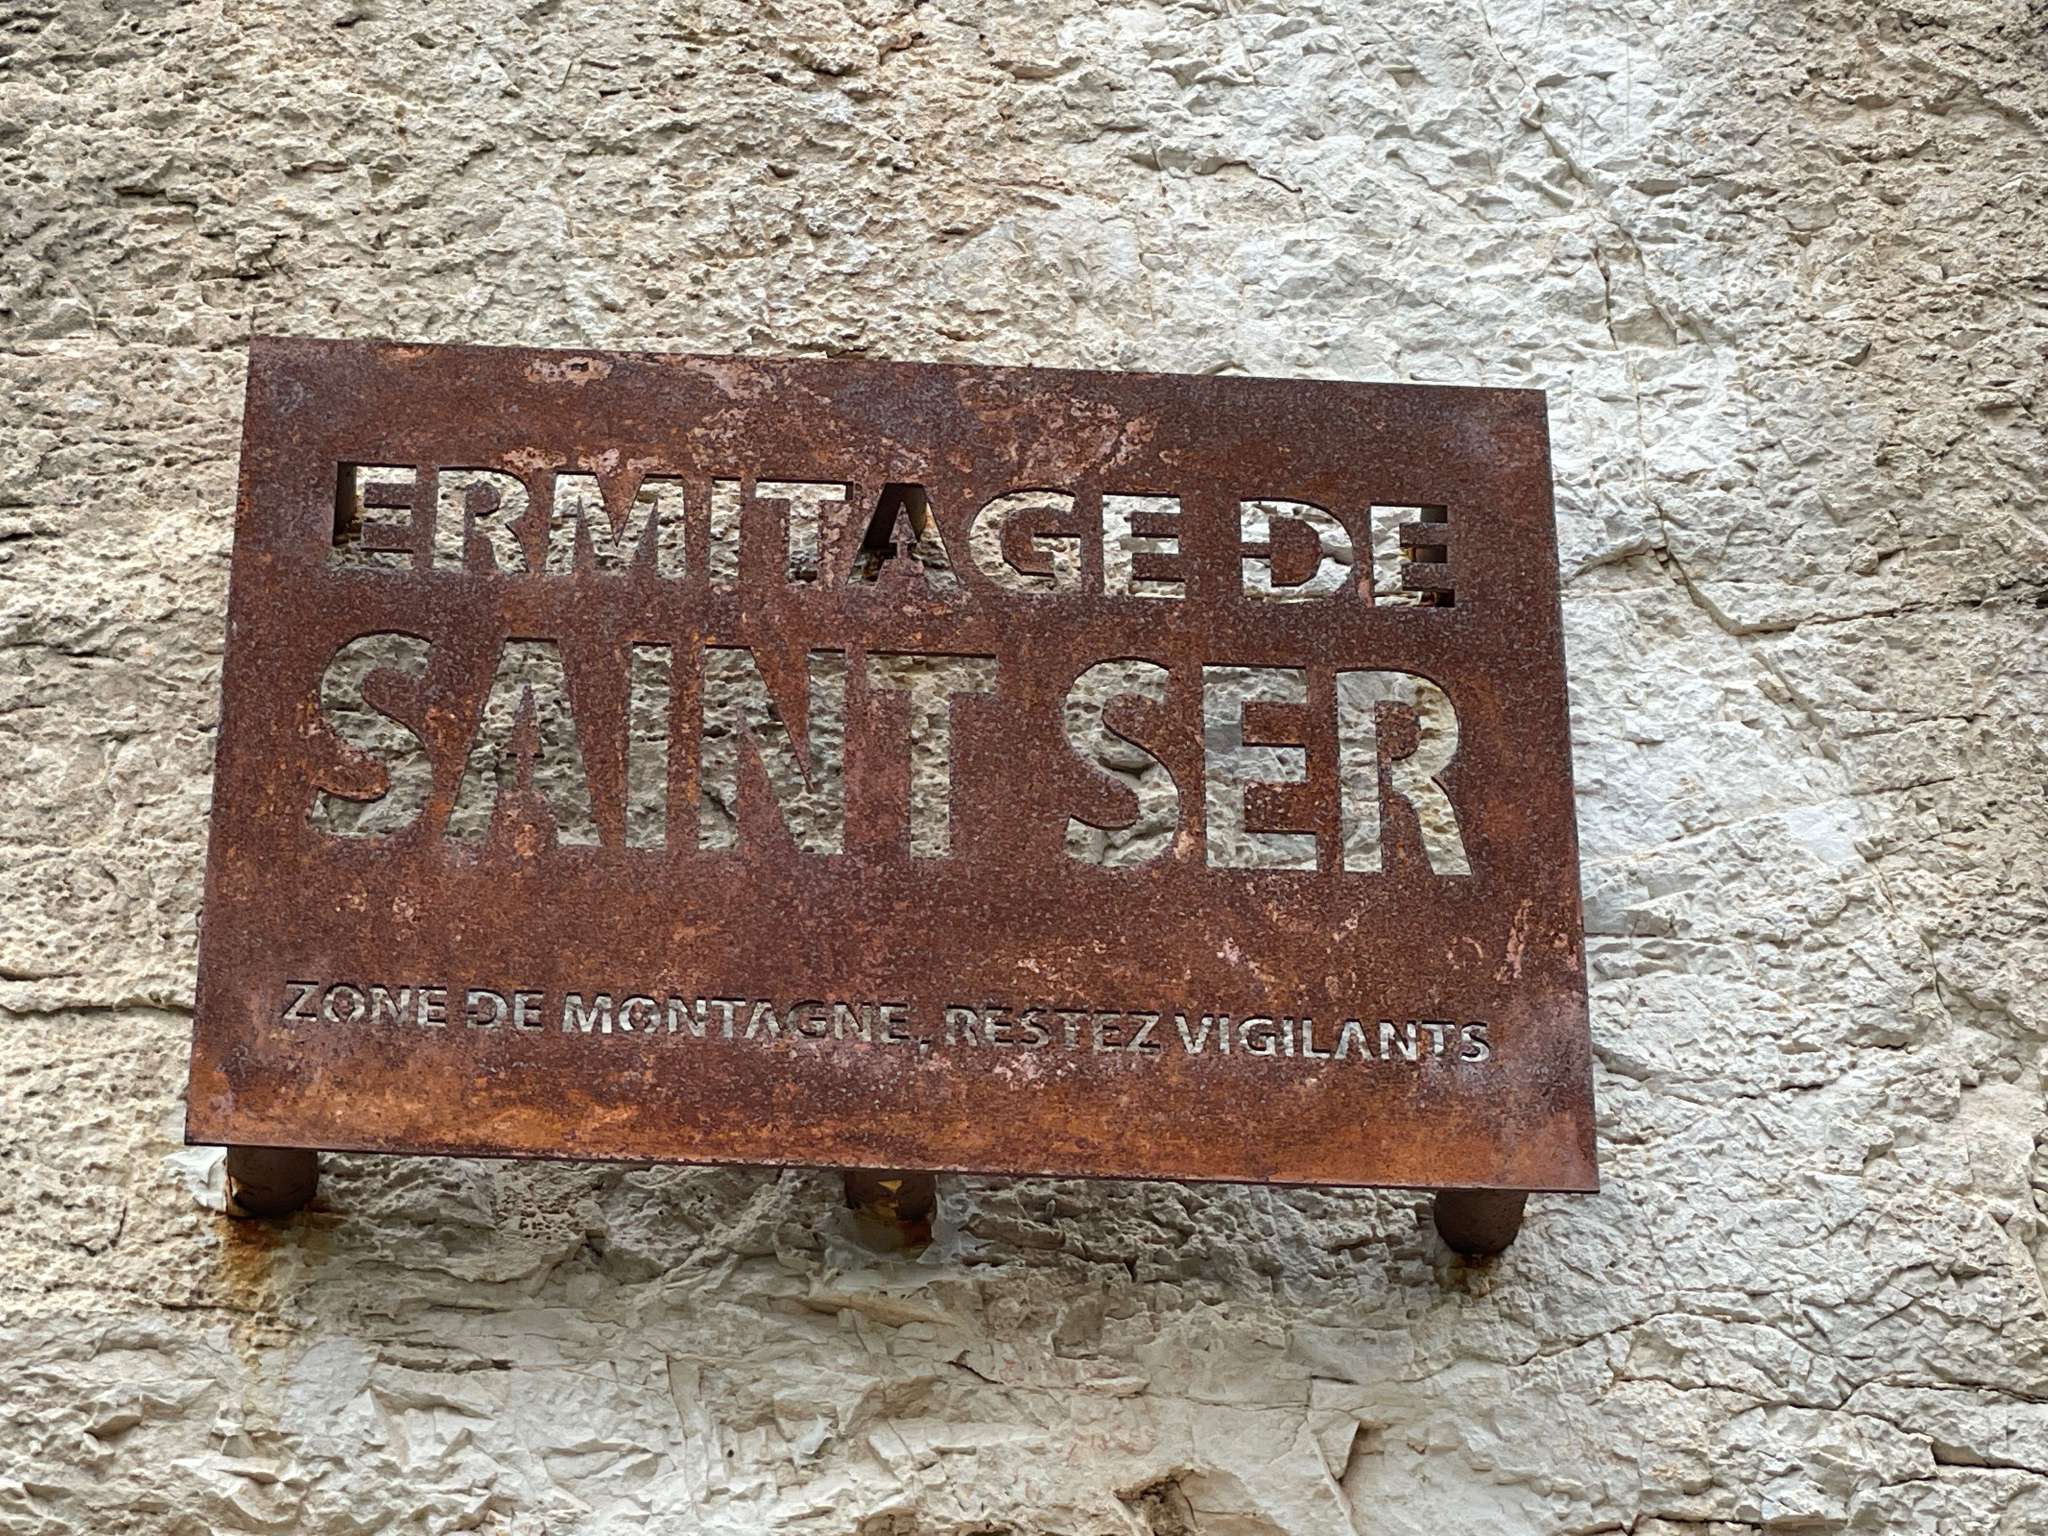 ERMITAGE DE
SAINT SER
ZONE DE MONTAGNE, RESTEZ VIGILANTS